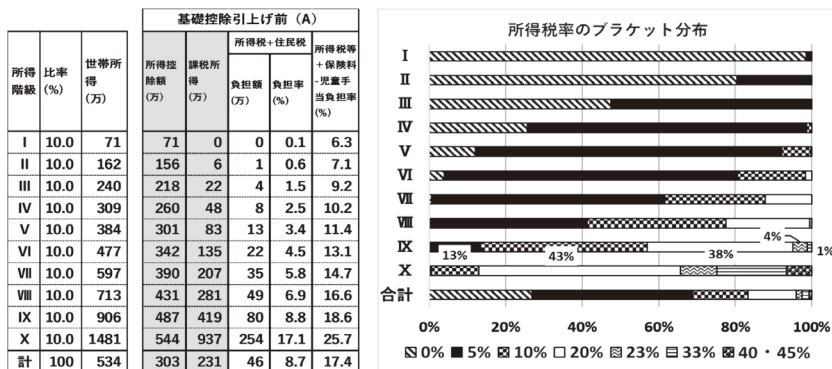 基礎控除引上げ前（A）
所得階級 比率(%) 世帯所得(万) 所得控除額(万) 課税所得(万) 所得税+住民税 負担額(万) 負担率(%) 所得税等+保険料-児童手当負担率(%)
Ⅰ 10.0 71 71 0 0 0.1 6.3
Ⅱ 10.0 162 156 6 1 0.6 7.1
Ⅲ 10.0 240 218 22 4 1.5 9.2
Ⅳ 10.0 309 260 48 8 2.5 10.2
Ⅴ 10.0 384 301 83 13 3.4 11.4
Ⅵ 10.0 477 342 135 22 4.5 13.1
Ⅶ 10.0 597 390 207 35 5.8 14.7
Ⅷ 10.0 713 431 281 49 6.9 16.6
Ⅸ 10.0 906 487 419 80 8.8 18.6
Ⅹ 10.0 1481 544 937 254 17.1 25.7
計 100 534 303 231 46 8.7 17.4
所得税率のブラケット分布
Ⅰ
Ⅱ
Ⅲ
Ⅳ
Ⅴ
Ⅵ
Ⅶ
Ⅷ
Ⅸ 13% 43% 38% 4% 1%
Ⅹ
合計
0% 20% 40% 60% 80% 100%
0% 5% 10% 20% 23% 33% 40・45%